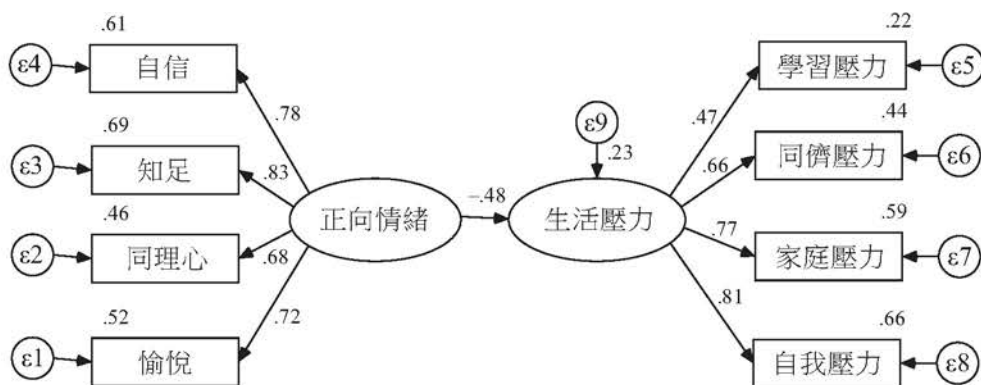 .61
ε4
自信
.78
.69
ε3
知足
.83
.46
ε2
同理心
.68
.52
ε1
愉悅
.72
正向情緒
–.48
ε9
.23
生活壓力
.22
.47
學習壓力
ε5
.44
.66
同儕壓力
ε6
.59
.77
家庭壓力
ε7
.66
.81
自我壓力
ε8